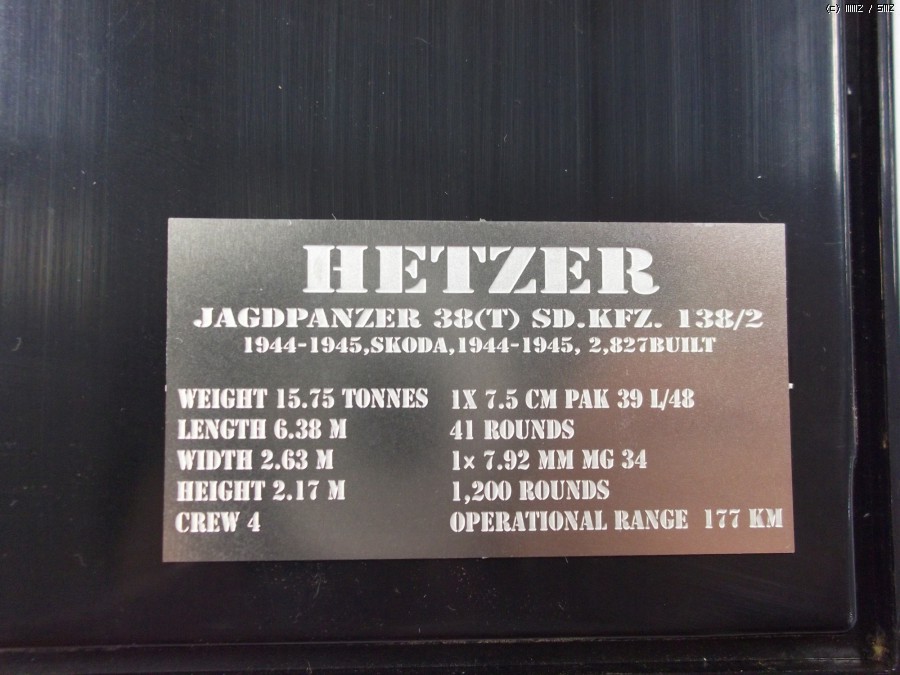 (c) MMZ / SMZ
HETZER
JAGDPANZER 38(T) SD.KFZ. 138/2
1944-1945,SKODA,1944-1945, 2,827BUILT
WEIGHT 15.75 TONNES 1X 7.5 CM PAK 39 L/48
LENGTH 6.38 M 41 ROUNDS
WIDTH 2.63 M 1× 7.92 MM MG 34
HEIGHT 2.17 M 1,200 ROUNDS
CREW 4 OPERATIONAL RANGE 177 KM